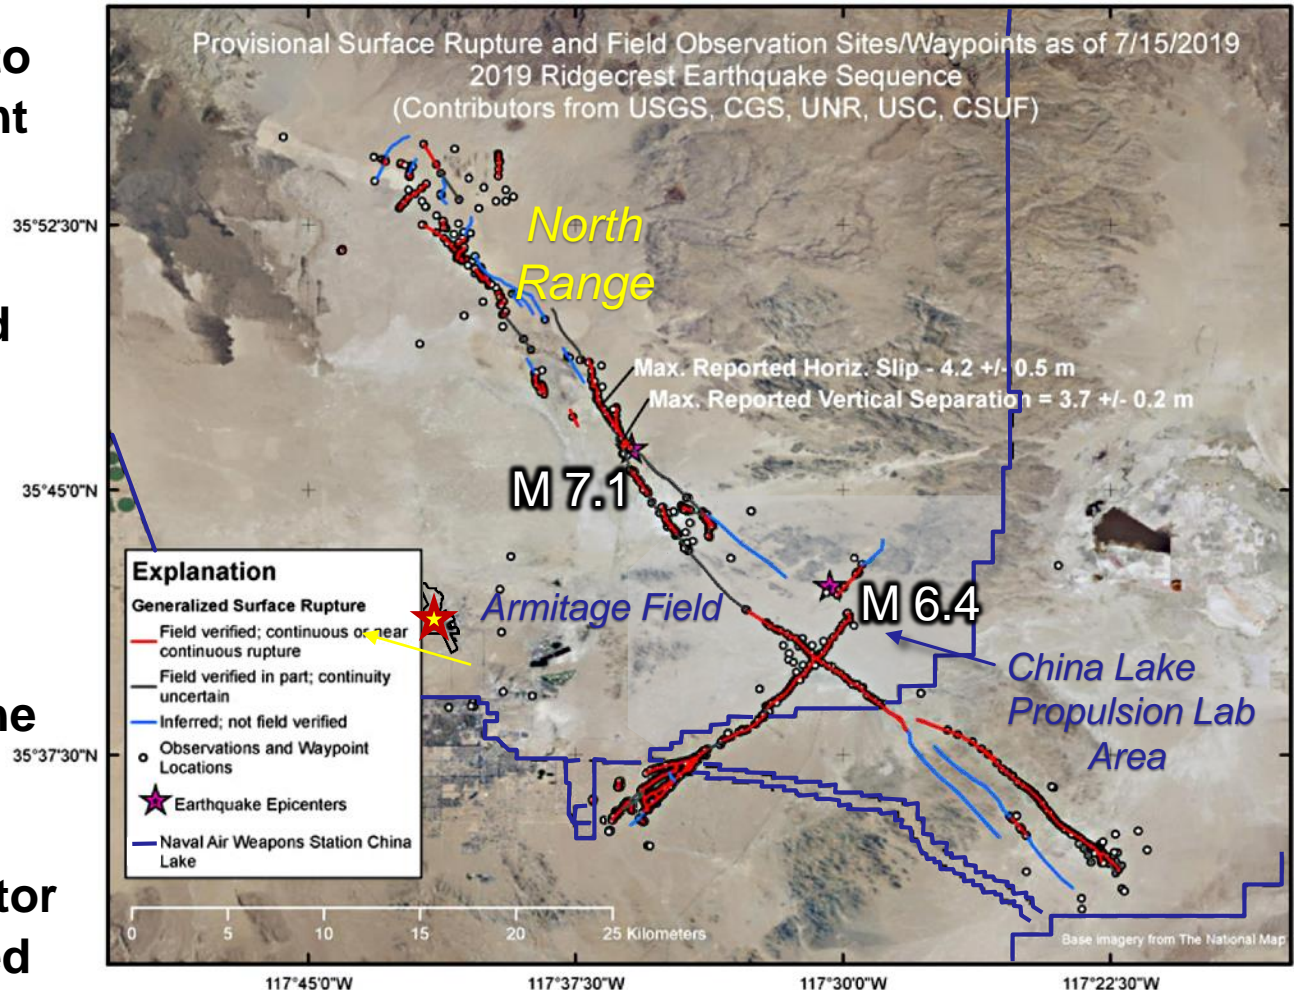 to
nt
d
ne
tor
ed
Provisional Surface Rupture and Field Observation Sites/Waypoints as of 7/15/2019
2019 Ridgecrest Earthquake Sequence
(Contributors from USGS, CGS, UNR, USC, CSUF)
35°52'30"N
North
Range
Max. Reported Horiz. Slip - 4.2 +/- 0.5 m
Max. Reported Vertical Separation = 3.7 +/- 0.2 m
35°45'0"N
M 7.1
Armitage Field
M 6.4
China Lake
Propulsion Lab
Area
35°37'30"N
Explanation
Generalized Surface Rupture
Field verified; continuous or near
continuous rupture
Field verified in part; continuity
uncertain
Inferred; not field verified
Observations and Waypoint
Locations
Earthquake Epicenters
Naval Air Weapons Station China
Lake
0 5 10 15 20 25 Kilometers
Base imagery from The National Map
117°45'0"W 117°37'30"W 117°30'0"W 117°22'30"W